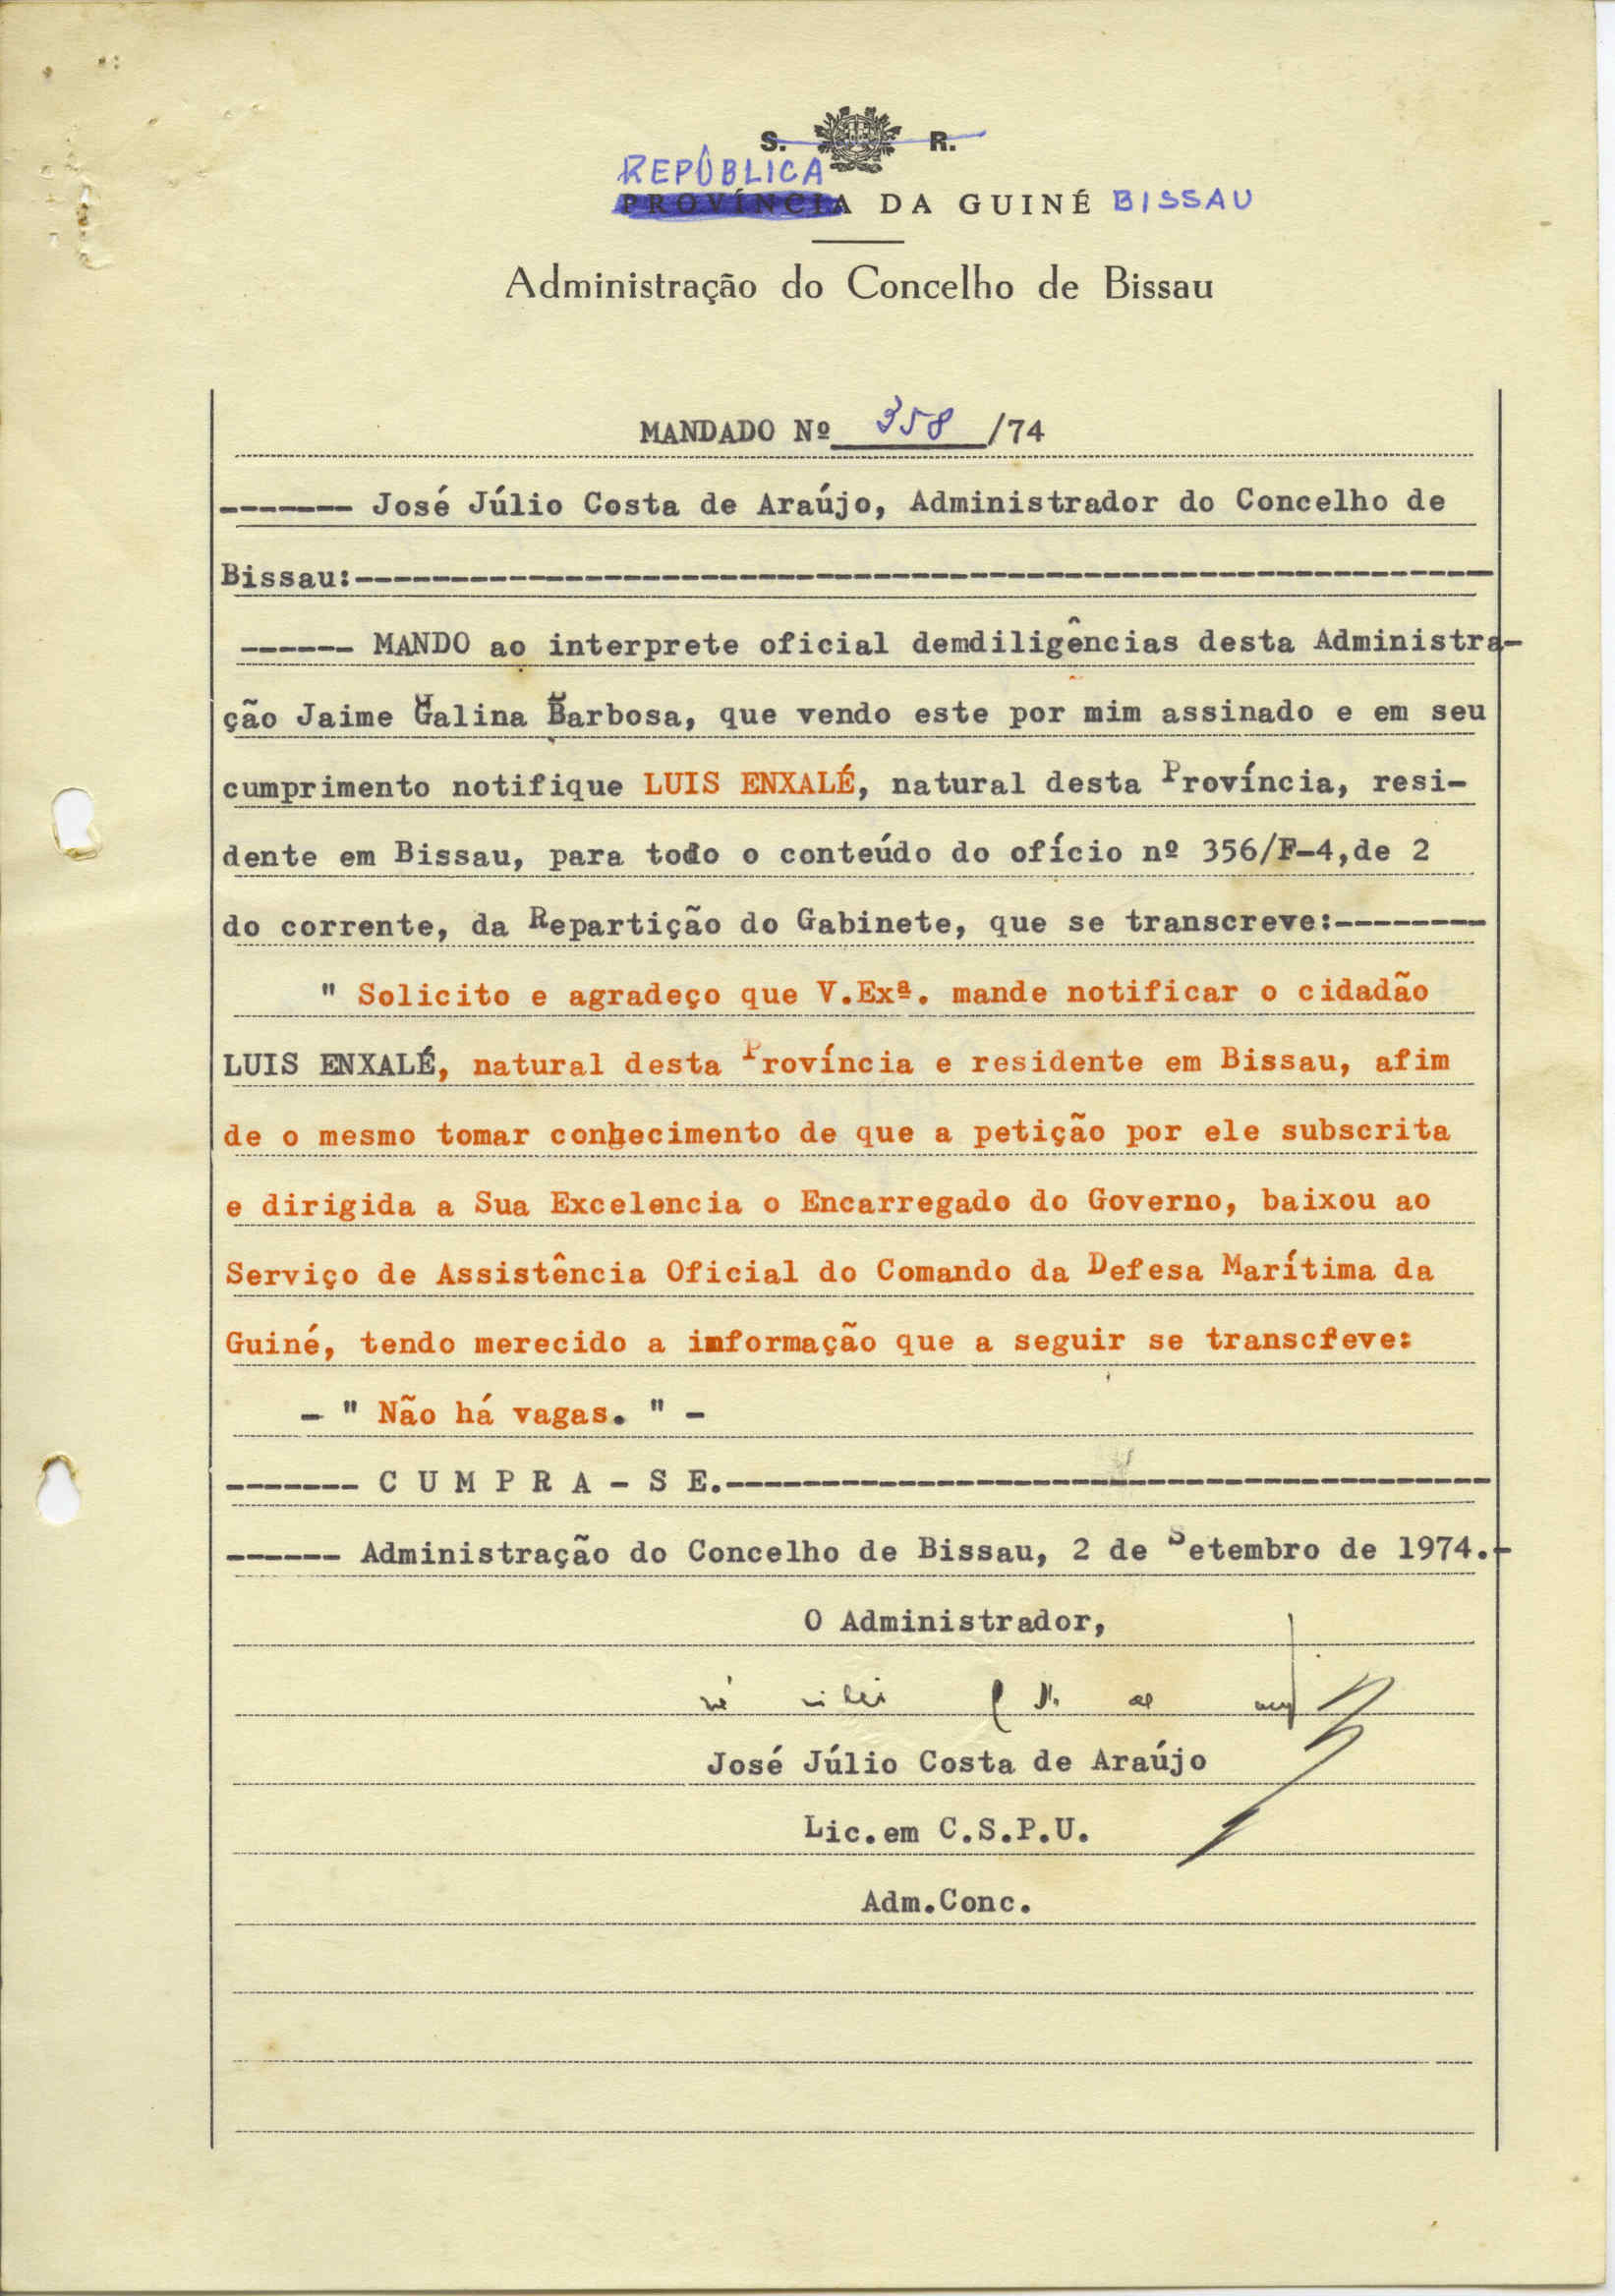 S. R.
REPÚBLICA
PROVÍNCIA DA GUINÉ BISSAU
Administração do Concelho de Bissau
MANDADO Nº 358 /74
------- José Júlio Costa de Araújo, Administrador do Concelho de
Bissau:------------------------------------------------------------
------ MANDO ao interprete oficial demdiligências desta Administra-
ção Jaime Galina Barbosa, que vendo este por mim assinado e em seu
cumprimento notifique LUIS ENXALÉ, natural desta Província, resi-
dente em Bissau, para todo o conteúdo do ofício nº 356/F-4,de 2
do corrente, da Repartição do Gabinete, que se transcreve:--------
" Solicito e agradeço que V.Exª. mande notificar o cidadão
LUIS ENXALÉ, natural desta Província e residente em Bissau, afim
de o mesmo tomar conhecimento de que a petição por ele subscrita
e dirigida a Sua Excelencia o Encarregado do Governo, baixou ao
Serviço de Assistência Oficial do Comando da Defesa Marítima da
Guiné, tendo merecido a informação que a seguir se transcreve:
- " Não há vagas. " -
------- C U M P R A - S E.----------------------------------------
------ Administração do Concelho de Bissau, 2 de Setembro de 1974.-
O Administrador,
José Júlio Costa de Araújo
Lic.em C.S.P.U.
Adm.Conc.